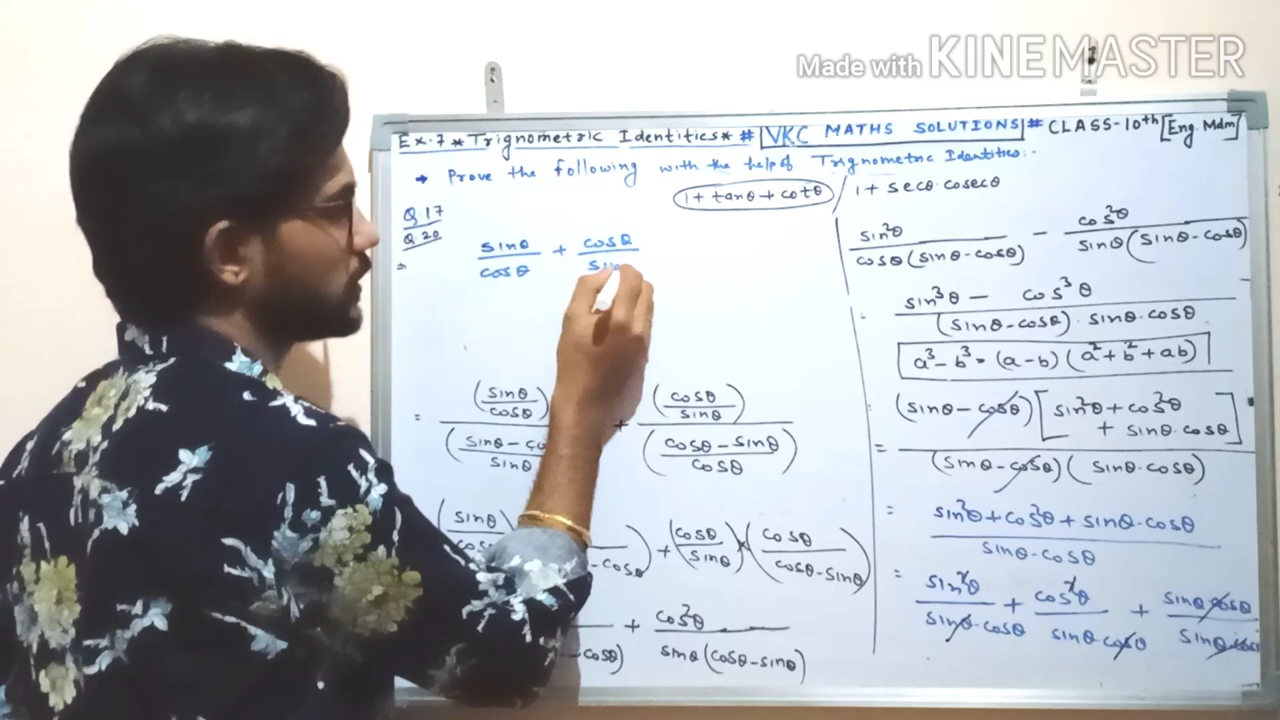 Made with KINEMASTER
Ex.7 * Trignometric Identities * # VKC MATHS SOLUTIONS # CLASS-10th [Eng. Mdm]
→ Prove the following with the help of Trignometric Identities:-
1 + tanθ + cotθ / 1 + secθ·cosecθ
Q.17
Q.20
sinθ/cosθ + cosθ/sin
= (sinθ/cosθ) / ((sinθ - co) / sinθ) + (cosθ/sinθ) / ((cosθ - sinθ)/cosθ)
(sinθ / cos - cosθ) + (cosθ/sinθ) × (cosθ/(cosθ - sinθ))
- cosθ) + cos²θ / sinθ(cosθ - sinθ)
sin²θ / cosθ(sinθ - cosθ) - cos²θ / sinθ(sinθ - cosθ)
sin³θ - cos³θ / (sinθ - cosθ)·sinθ·cosθ
a³ - b³ = (a - b)(a² + b² + ab)
= (sinθ - cosθ)[sin²θ + cos²θ + sinθ·cosθ] / (sinθ - cosθ)(sinθ·cosθ)
= sin²θ + cos²θ + sinθ·cosθ / sinθ·cosθ
= sin²θ / sinθ·cosθ + cos²θ / sinθ·cosθ + sinθ·cosθ / sinθ·cosθ